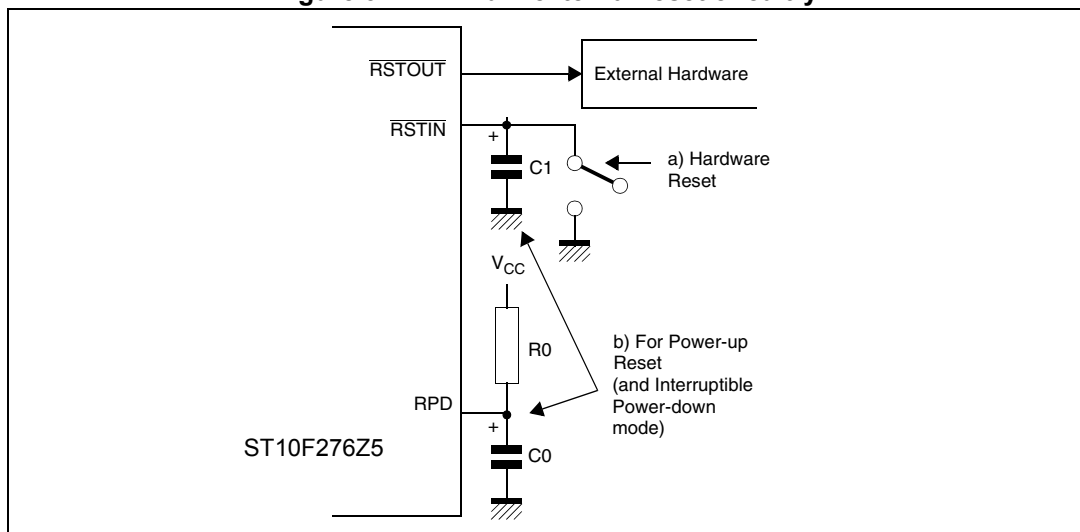 RSTOUT
External Hardware
RSTIN
+
C1
a) Hardware
Reset
VCC
R0
b) For Power-up
Reset
(and Interruptible
Power-down
mode)
RPD
+
C0
ST10F276Z5